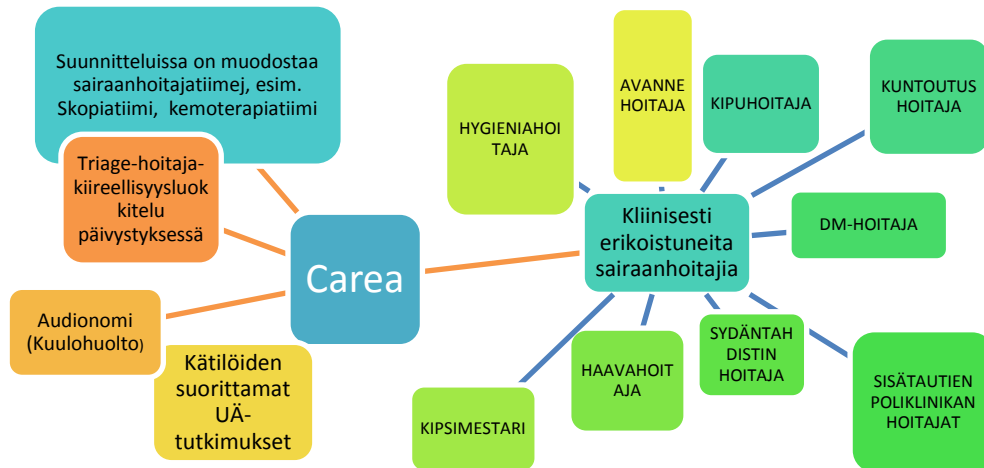 Suunnitteluissa on muodostaa
sairaanhoitajatiimej, esim.
Skopiatiimi, kemoterapiatiimi
Triage-hoitaja-
kiireellisyysluok
kitelu
päivystyksessä
Carea
Audionomi
(Kuulohuolto)
Kätilöiden
suorittamat
UÄ-
tutkimukset
HYGIENIAHOI
TAJA
AVANNE
HOITAJA
KIPUHOITAJA
KUNTOUTUS
HOITAJA
Kliinisesti
erikoistuneita
sairaanhoitajia
DM-HOITAJA
KIPSIMESTARI
HAAVAHOIT
AJA
SYDÄNTAH
DISTIN
HOITAJA
SISÄTAUTIEN
POLIKLINIKAN
HOITAJAT